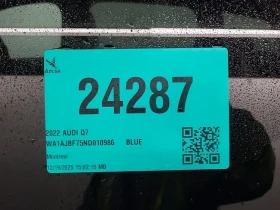 24287
2022 AUDI Q7
WA1AJBF75ND010986 BLUE
Montreal